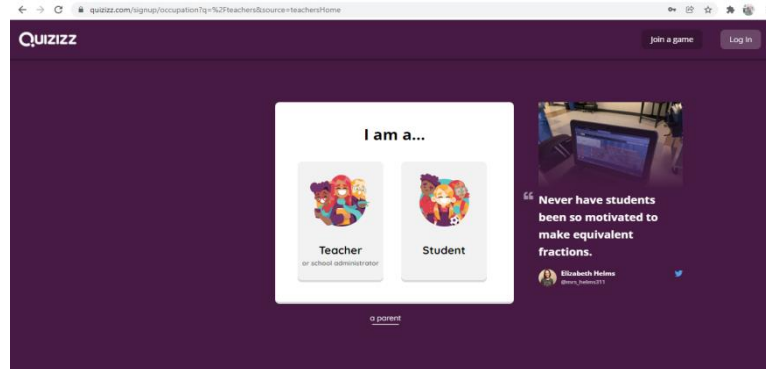 quizizz.com/signup/occupation?q=%2Fteachers&source=teachersHome
QUIZIZZ
Join a game
Log in
I am a...
Teacher
or school administrator
Student
a parent
“ Never have students
been so motivated to
make equivalent
fractions.
Elizabeth Helms
@mrs_helms311